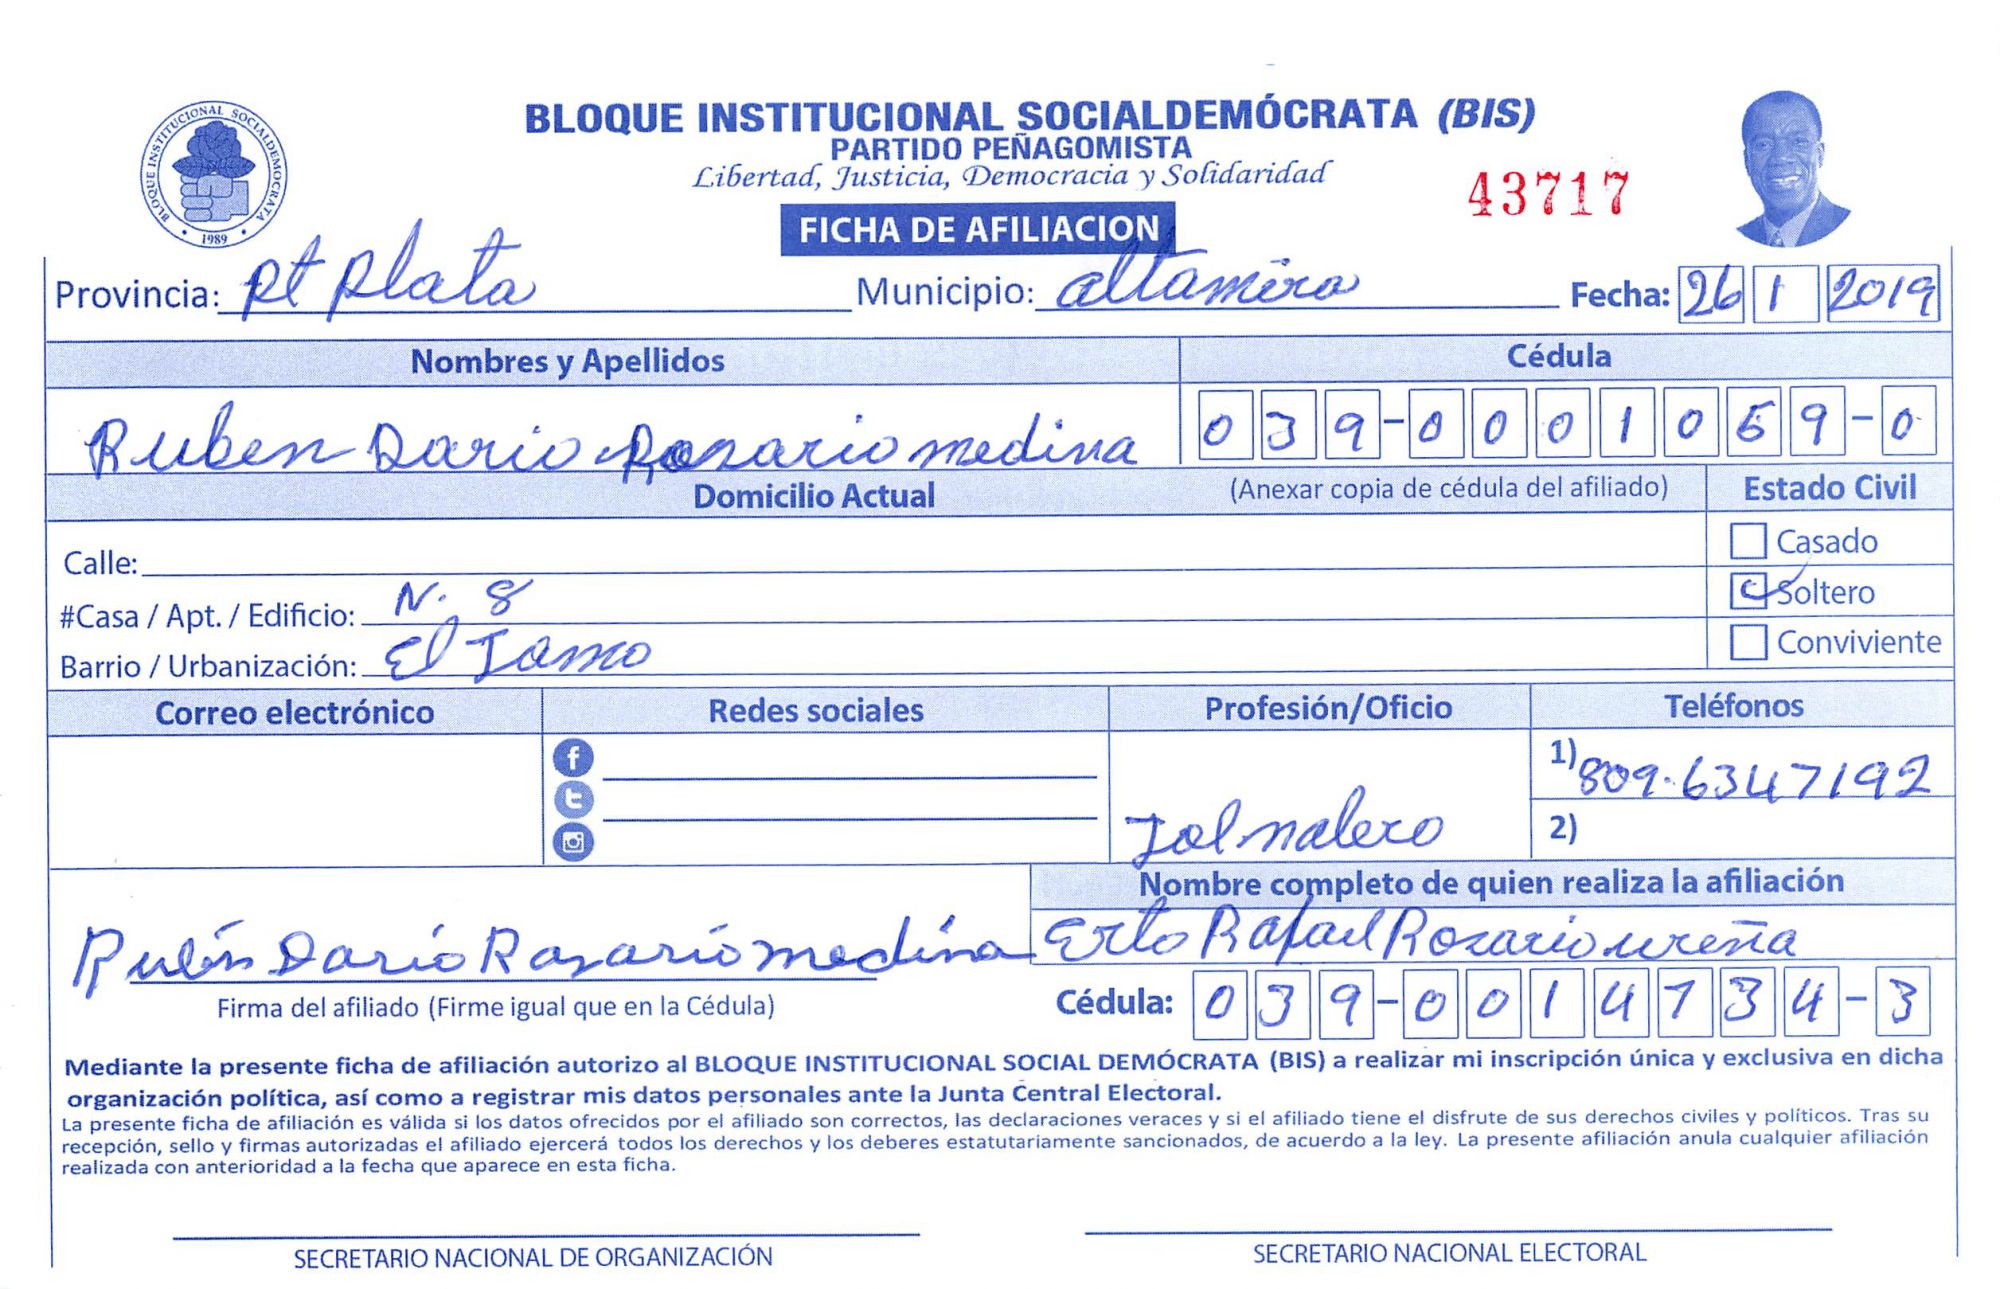 BLOQUE INSTITUCIONAL SOCIALDEMÓCRATA (BIS)
BLOQUE INSTITUCIONAL SOCIALDEMOCRATA
1989
PARTIDO PEÑAGOMISTA
Libertad, Justicia, Democracia y Solidaridad
43717
FICHA DE AFILIACION
Provincia: Pt Plata Municipio: altamira Fecha: 26 1 2019
Nombres y Apellidos Cédula
Ruben Dario Rosario medina 039-0001059-0
Domicilio Actual (Anexar copia de cédula del afiliado) Estado Civil
Calle: Casado
#Casa / Apt. / Edificio: N. 8 Soltero
Barrio / Urbanización: El Conviviente
Correo electrónico Redes sociales Profesión/Oficio Teléfonos
1) 809-6347192
2)
Nombre completo de quien realiza la afiliación
Rubén Darío Rosario medina Rafael Rosario ureña
Firma del afiliado (Firme igual que en la Cédula) Cédula: 039-0014734-3
Mediante la presente ficha de afiliación autorizo al BLOQUE INSTITUCIONAL SOCIAL DEMÓCRATA (BIS) a realizar mi inscripción única y exclusiva en dicha
organización política, así como a registrar mis datos personales ante la Junta Central Electoral.
La presente ficha de afiliación es válida si los datos ofrecidos por el afiliado son correctos, las declaraciones veraces y si el afiliado tiene el disfrute de sus derechos civiles y políticos. Tras su
recepción, sello y firmas autorizadas el afiliado ejercerá todos los derechos y los deberes estatutariamente sancionados, de acuerdo a la ley. La presente afiliación anula cualquier afiliación
realizada con anterioridad a la fecha que aparece en esta ficha.
SECRETARIO NACIONAL DE ORGANIZACIÓN SECRETARIO NACIONAL ELECTORAL